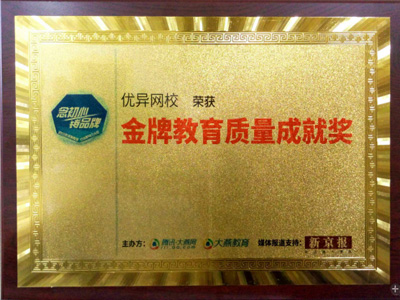 念初心
铸品牌
优异网校 荣获
金牌教育质量成就奖
主办方： 腾讯·大燕网 大燕教育 媒体报道支持： 新京报